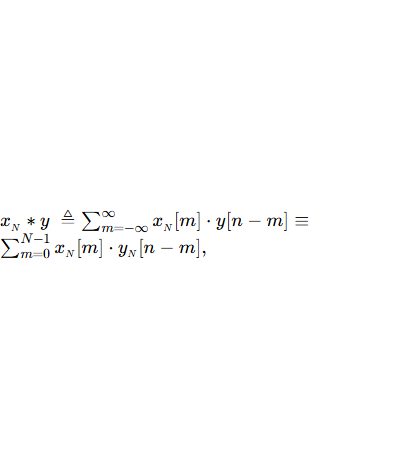 x_N * y ≜ ∑_{m=-∞}^{∞} x_N[m] · y[n − m] ≡
∑_{m=0}^{N−1} x_N[m] · y_N[n − m],